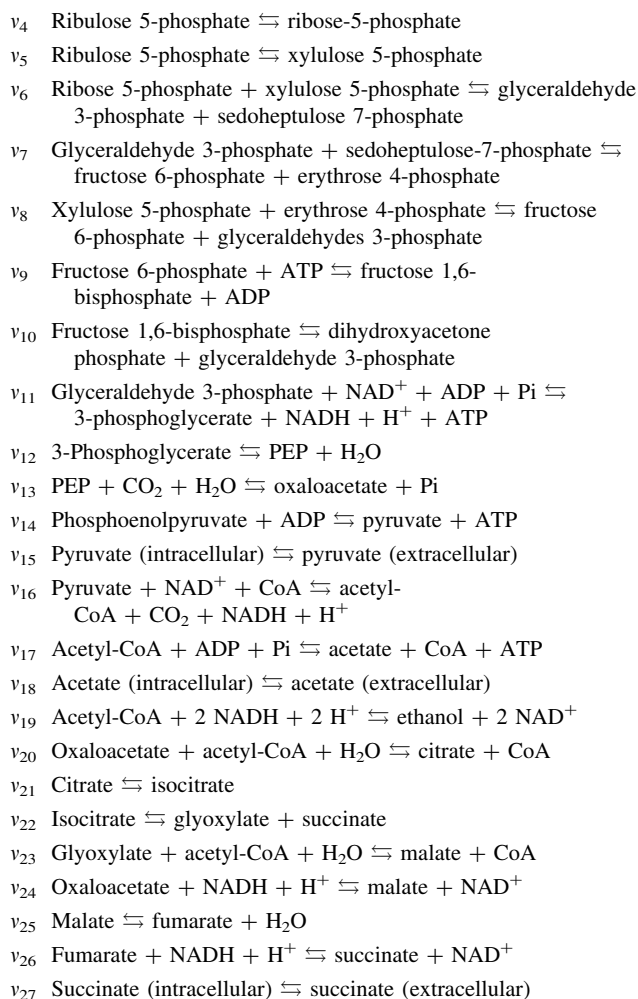 v4 Ribulose 5-phosphate ⇆ ribose-5-phosphate
v5 Ribulose 5-phosphate ⇆ xylulose 5-phosphate
v6 Ribose 5-phosphate + xylulose 5-phosphate ⇆ glyceraldehyde
3-phosphate + sedoheptulose 7-phosphate
v7 Glyceraldehyde 3-phosphate + sedoheptulose-7-phosphate ⇆
fructose 6-phosphate + erythrose 4-phosphate
v8 Xylulose 5-phosphate + erythrose 4-phosphate ⇆ fructose
6-phosphate + glyceraldehydes 3-phosphate
v9 Fructose 6-phosphate + ATP ⇆ fructose 1,6-
bisphosphate + ADP
v10 Fructose 1,6-bisphosphate ⇆ dihydroxyacetone
phosphate + glyceraldehyde 3-phosphate
v11 Glyceraldehyde 3-phosphate + NAD⁺ + ADP + Pi ⇆
3-phosphoglycerate + NADH + H⁺ + ATP
v12 3-Phosphoglycerate ⇆ PEP + H₂O
v13 PEP + CO₂ + H₂O ⇆ oxaloacetate + Pi
v14 Phosphoenolpyruvate + ADP ⇆ pyruvate + ATP
v15 Pyruvate (intracellular) ⇆ pyruvate (extracellular)
v16 Pyruvate + NAD⁺ + CoA ⇆ acetyl-
CoA + CO₂ + NADH + H⁺
v17 Acetyl-CoA + ADP + Pi ⇆ acetate + CoA + ATP
v18 Acetate (intracellular) ⇆ acetate (extracellular)
v19 Acetyl-CoA + 2 NADH + 2 H⁺ ⇆ ethanol + 2 NAD⁺
v20 Oxaloacetate + acetyl-CoA + H₂O ⇆ citrate + CoA
v21 Citrate ⇆ isocitrate
v22 Isocitrate ⇆ glyoxylate + succinate
v23 Glyoxylate + acetyl-CoA + H₂O ⇆ malate + CoA
v24 Oxaloacetate + NADH + H⁺ ⇆ malate + NAD⁺
v25 Malate ⇆ fumarate + H₂O
v26 Fumarate + NADH + H⁺ ⇆ succinate + NAD⁺
v27 Succinate (intracellular) ⇆ succinate (extracellular)